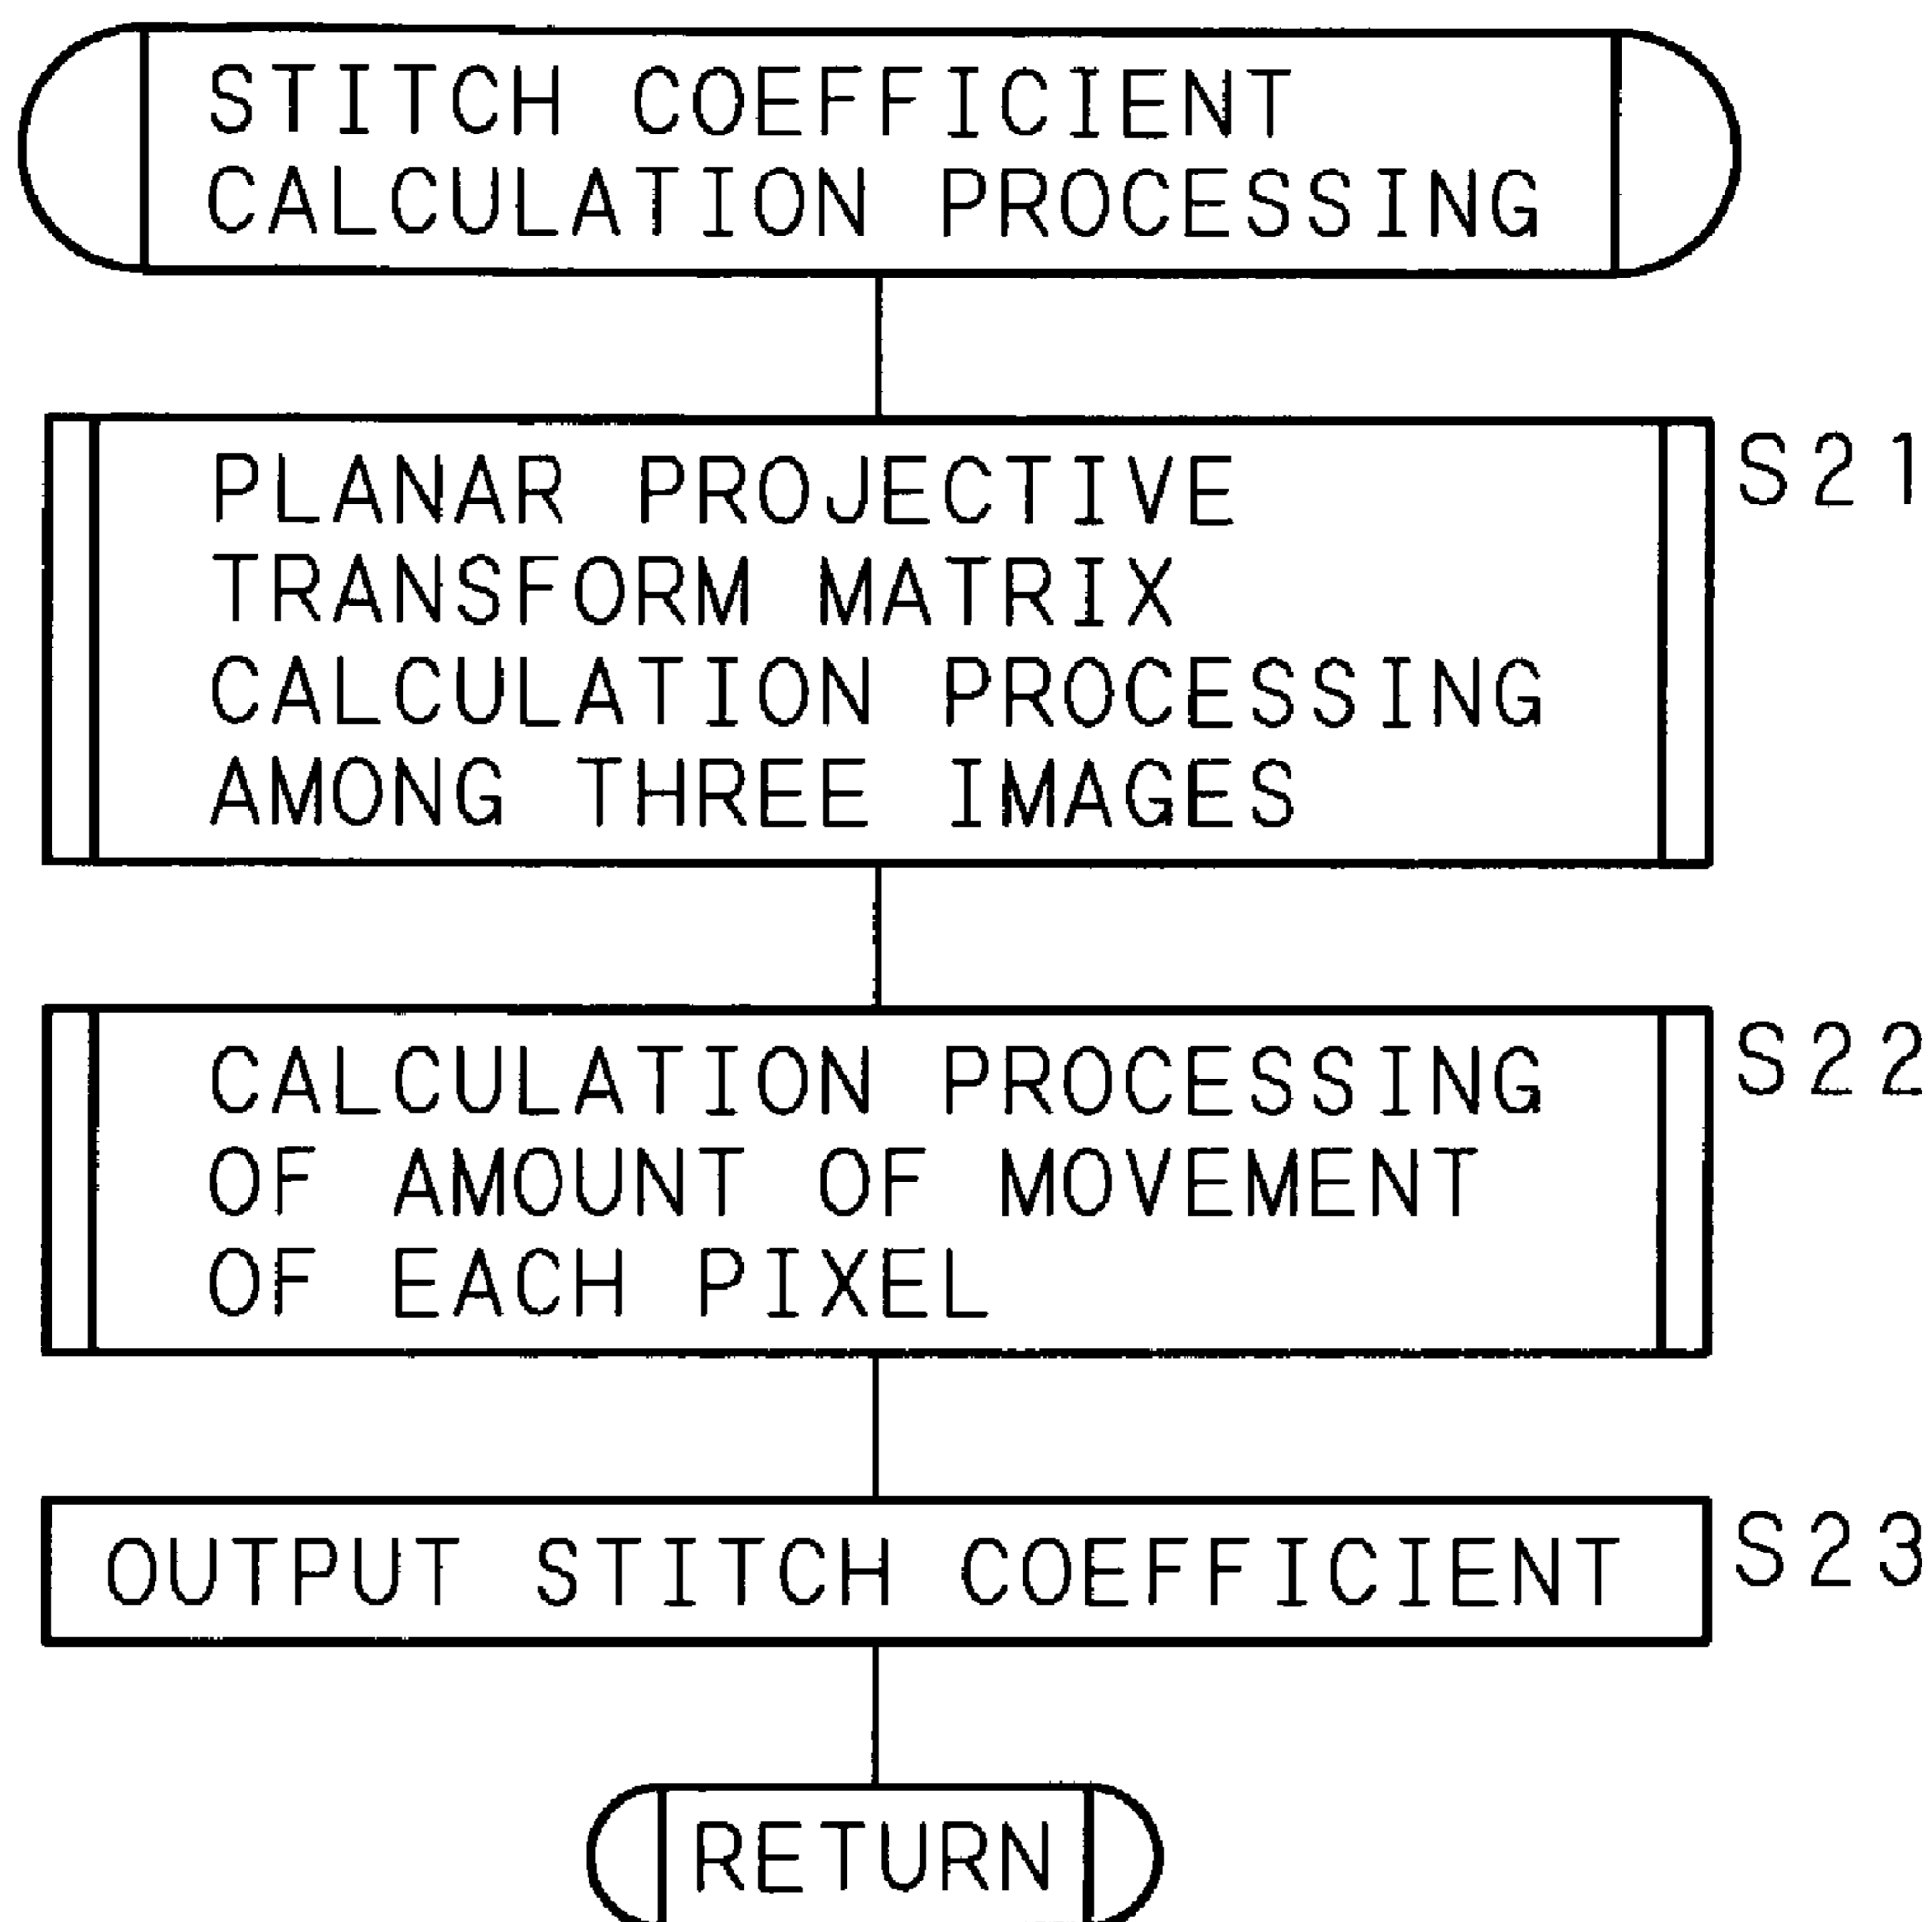 STITCH COEFFICIENT
CALCULATION PROCESSING
PLANAR PROJECTIVE
TRANSFORM MATRIX
CALCULATION PROCESSING
AMONG THREE IMAGES
S21
CALCULATION PROCESSING
OF AMOUNT OF MOVEMENT
OF EACH PIXEL
S22
OUTPUT STITCH COEFFICIENT
S23
RETURN